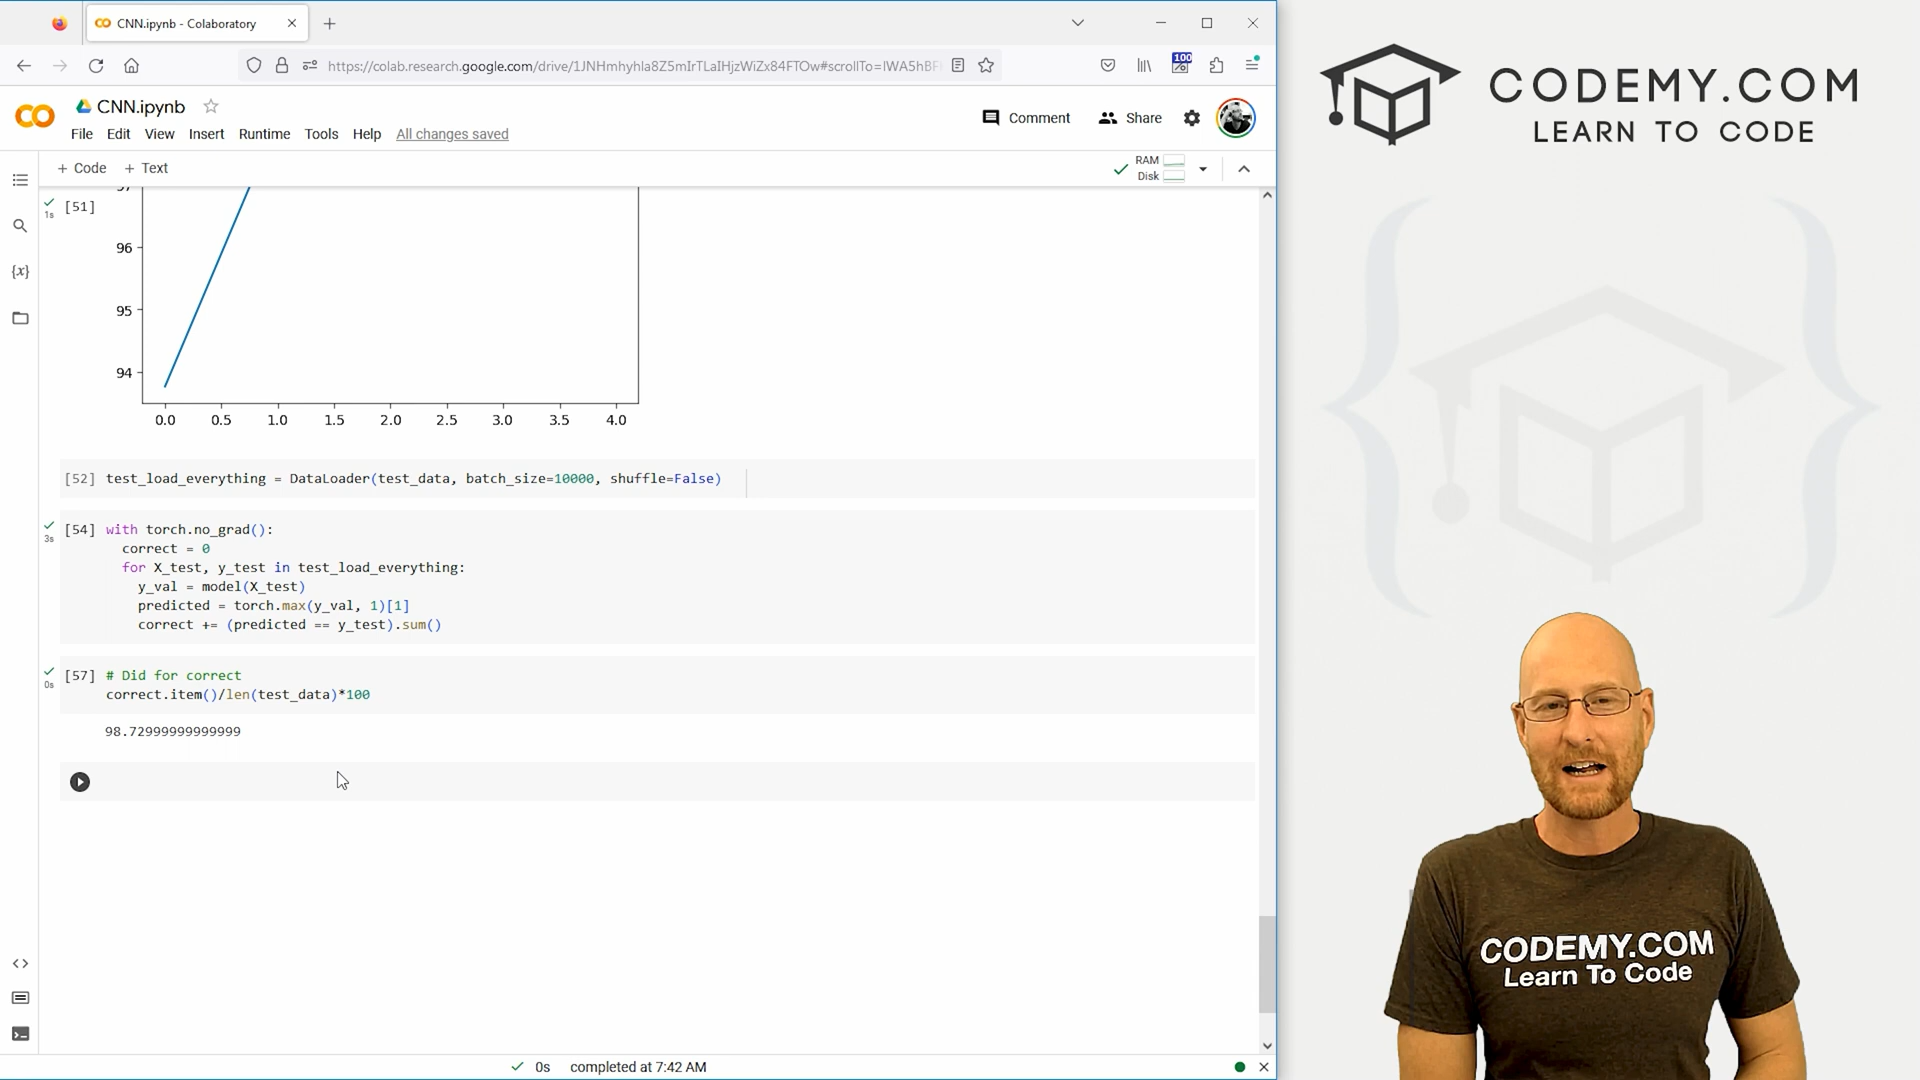 CNN.ipynb - Colaboratory
https://colab.research.google.com/drive/1JNHmhyhla8Z5mIrTLaIHjzWiZx84FTOw#scrollTo=lWA5hBF
100
CNN.ipynb
File Edit View Insert Runtime Tools Help All changes saved
Comment Share
+ Code + Text
RAM
Disk
1s
[51]
97
96
95
94
0.0 0.5 1.0 1.5 2.0 2.5 3.0 3.5 4.0
[52] test_load_everything = DataLoader(test_data, batch_size=10000, shuffle=False)
3s
[54] with torch.no_grad():
correct = 0
for X_test, y_test in test_load_everything:
y_val = model(X_test)
predicted = torch.max(y_val, 1)[1]
correct += (predicted == y_test).sum()
0s
[57] # Did for correct
correct.item()/len(test_data)*100
98.72999999999999
0s completed at 7:42 AM
CODEMY.COM
LEARN TO CODE
CODEMY.COM
Learn To Code